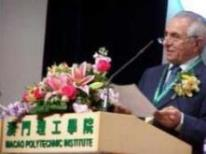 澳門理工學院
MACAO POLYTECHNIC INSTITUTE